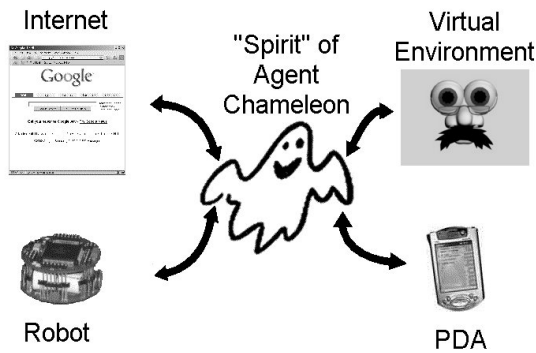 Internet
"Spirit" of
Agent
Chameleon
Virtual
Environment
Google
Robot
PDA